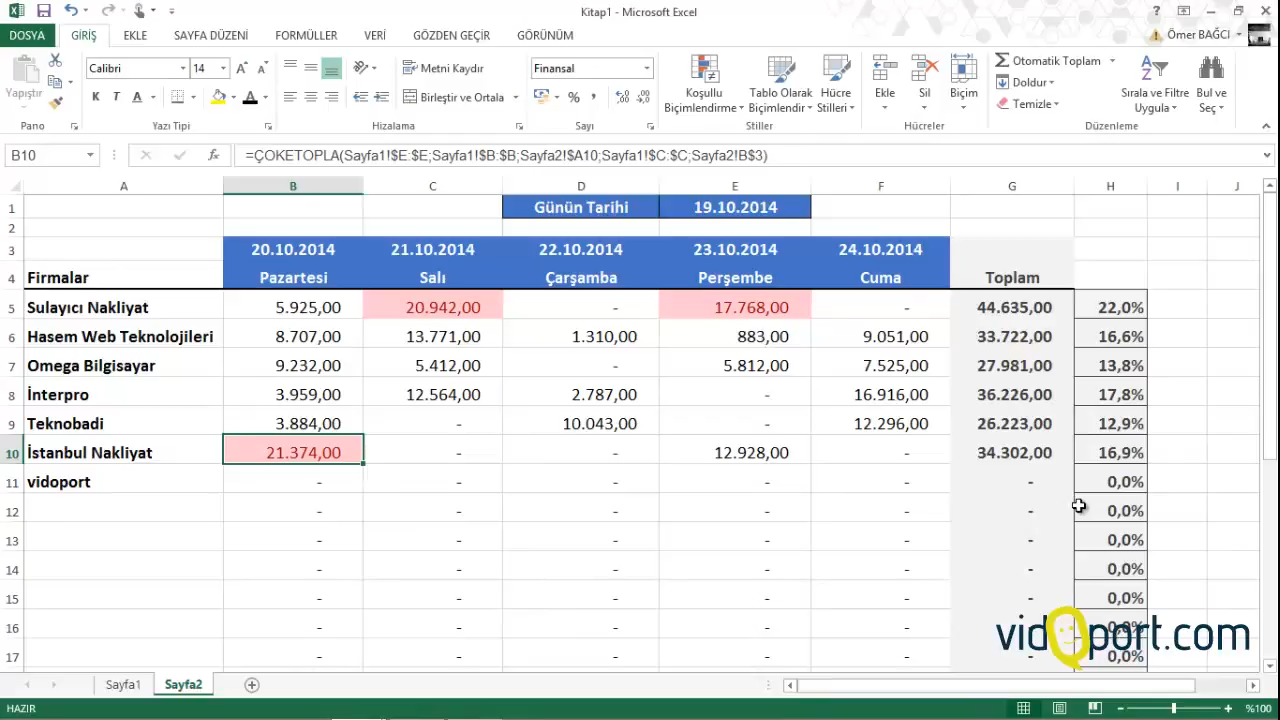 Kitap1 - Microsoft Excel
DOSYA GİRİŞ EKLE SAYFA DÜZENİ FORMÜLLER VERİ GÖZDEN GEÇİR GÖRÜNÜM Ömer BAĞCI
Yapıştır
Pano
Calibri 14
K T A
Yazı Tipi
Metni Kaydır
Birleştir ve Ortala
Hizalama
Finansal
%
Sayı
Koşullu Biçimlendirme
Tablo Olarak Biçimlendir
Hücre Stilleri
Stiller
Ekle Sil Biçim
Hücreler
Otomatik Toplam
Doldur
Temizle
Sırala ve Filtre Uygula
Bul ve Seç
Düzenleme
B10 fx =ÇOKETOPLA(Sayfa1!$E:$E;Sayfa1!$B:$B;Sayfa2!$A10;Sayfa1!$C:$C;Sayfa2!B$3)
A B C D E F G H I J
1 Günün Tarihi 19.10.2014
2
3 20.10.2014 21.10.2014 22.10.2014 23.10.2014 24.10.2014
4 Firmalar Pazartesi Salı Çarşamba Perşembe Cuma Toplam
5 Sulayıcı Nakliyat 5.925,00 20.942,00 - 17.768,00 - 44.635,00 22,0%
6 Hasem Web Teknolojileri 8.707,00 13.771,00 1.310,00 883,00 9.051,00 33.722,00 16,6%
7 Omega Bilgisayar 9.232,00 5.412,00 - 5.812,00 7.525,00 27.981,00 13,8%
8 İnterpro 3.959,00 12.564,00 2.787,00 - 16.916,00 36.226,00 17,8%
9 Teknobadi 3.884,00 - 10.043,00 - 12.296,00 26.223,00 12,9%
10 İstanbul Nakliyat 21.374,00 - - 12.928,00 - 34.302,00 16,9%
11 vidoport - - - - - - 0,0%
12 - - - - - - 0,0%
13 - - - - - - 0,0%
14 - - - - - - 0,0%
15 - - - - - - 0,0%
16 - - - - - - 0,0%
17 - - - - - - 0,0%
vidoport.com
Sayfa1 Sayfa2
HAZIR %100